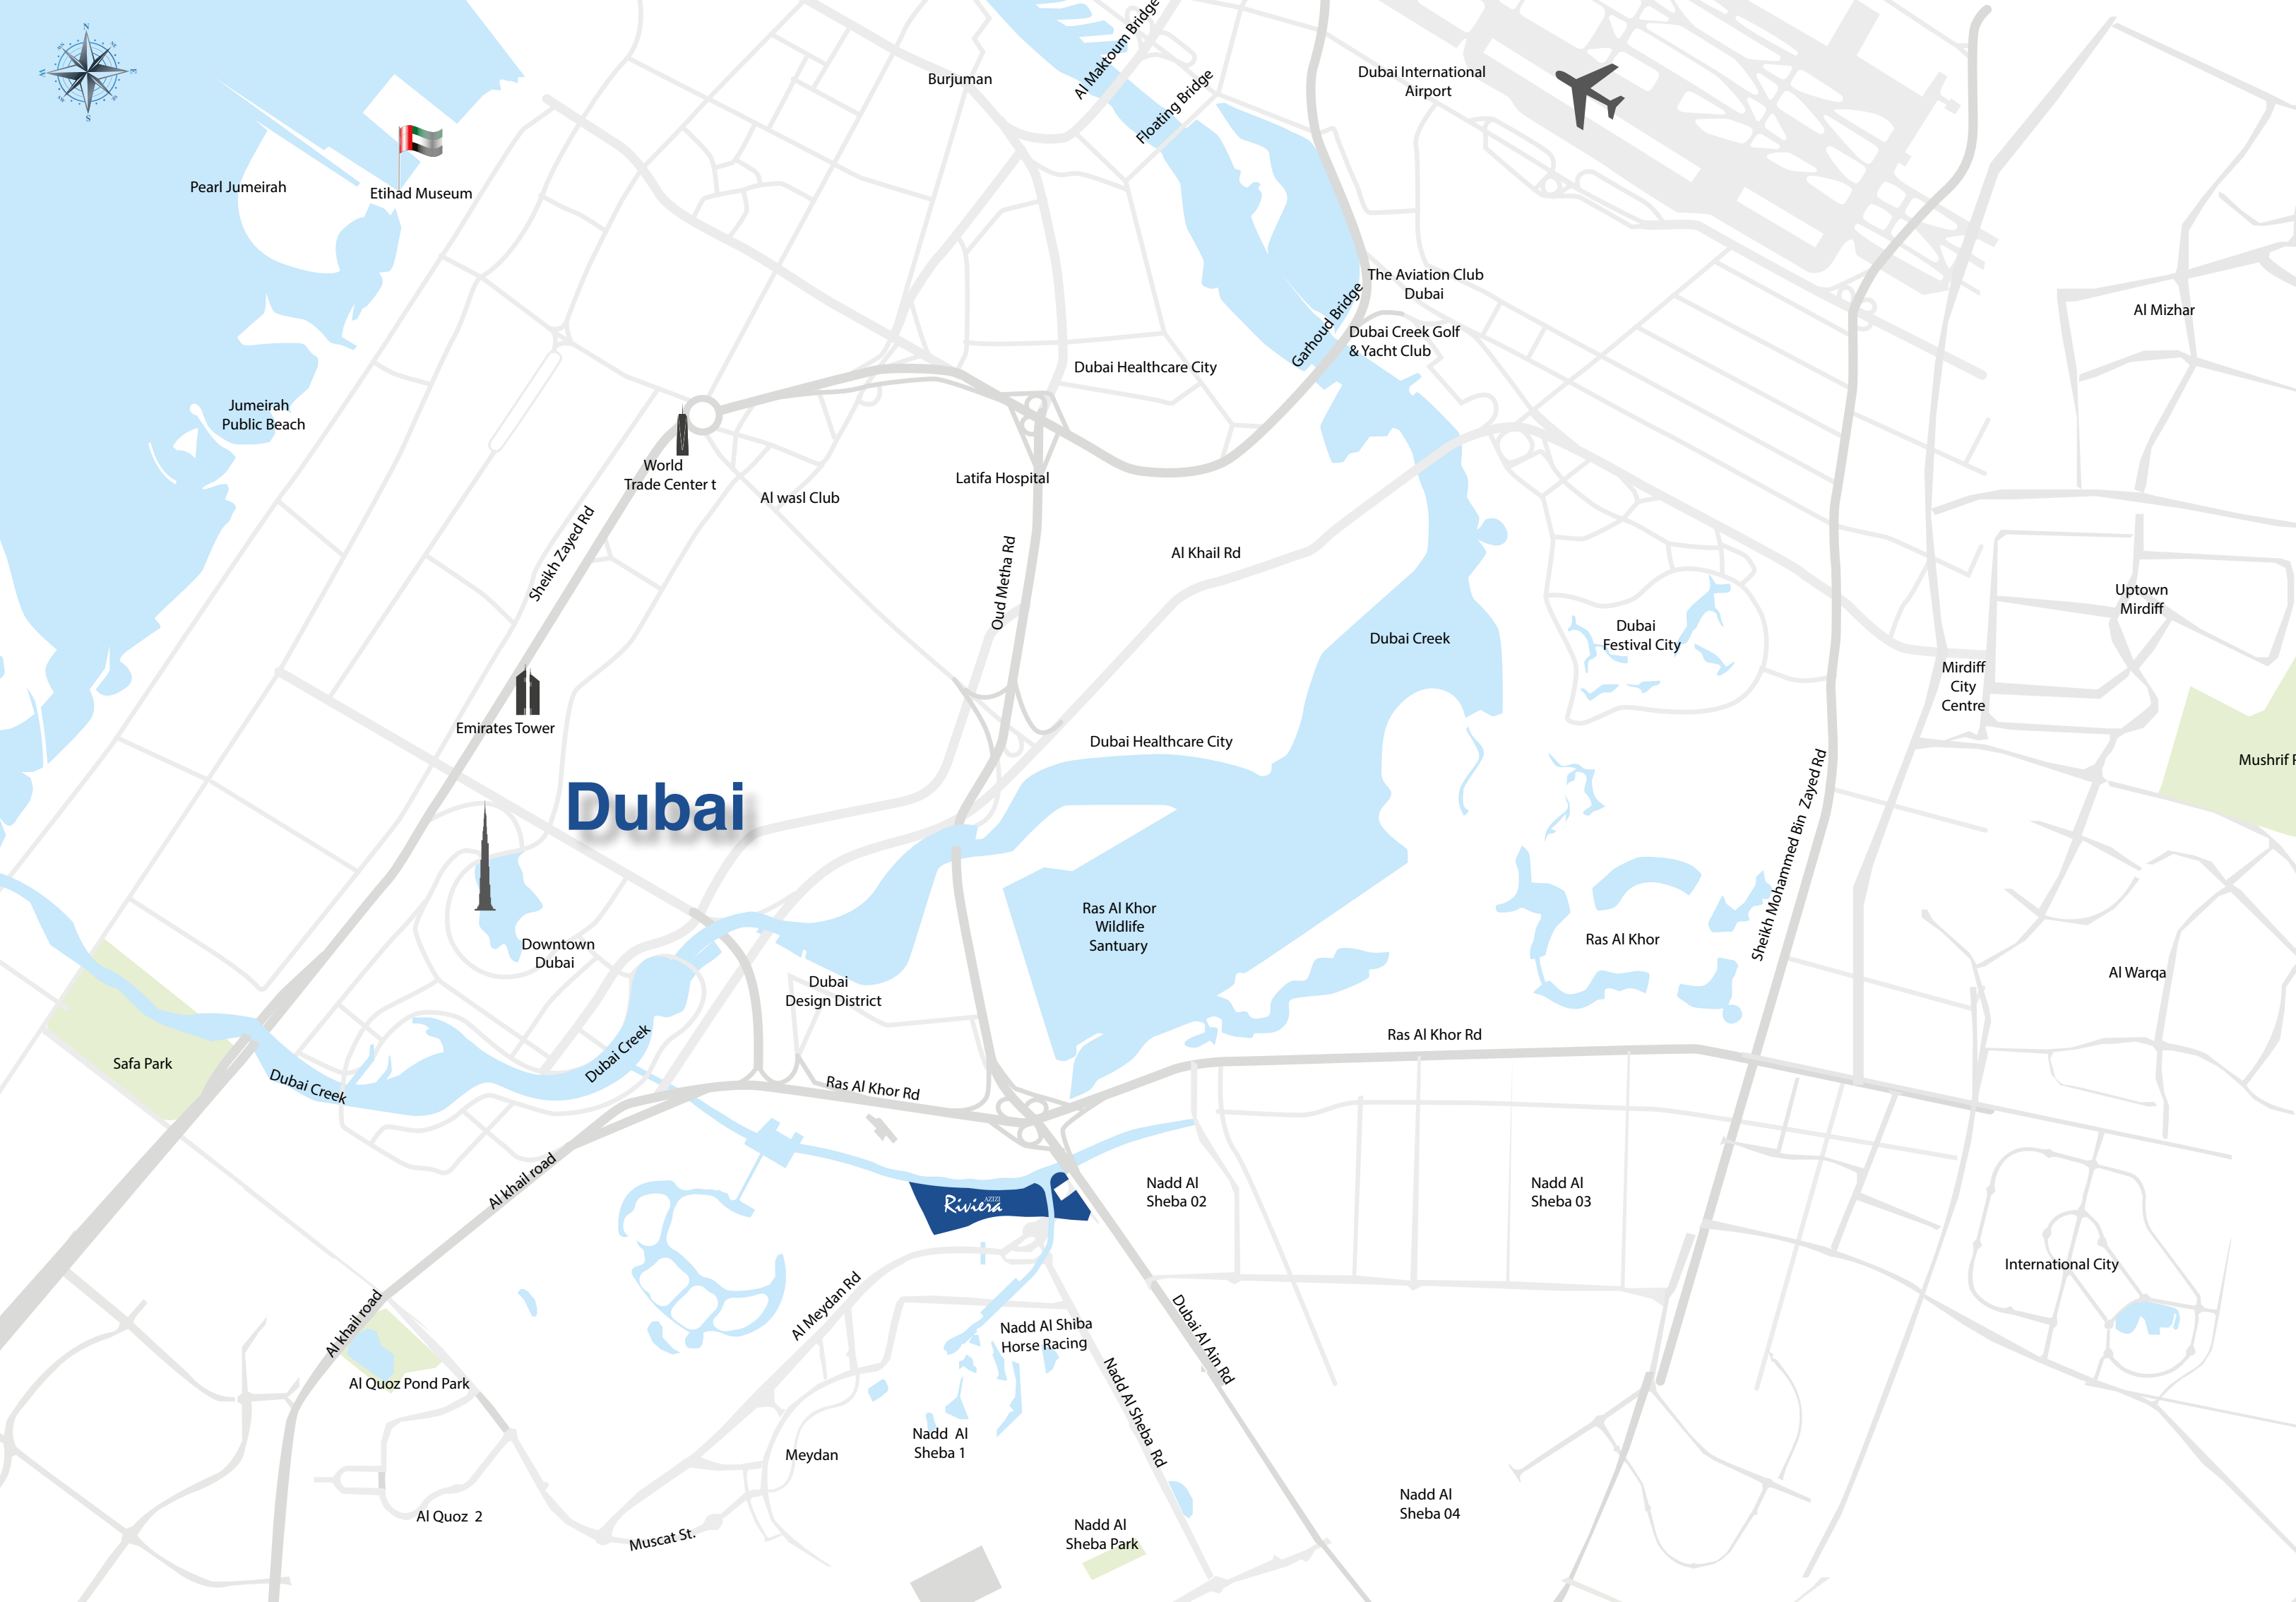 N
E
S
W
Al Maktoum Bridge
Burjuman
Floating Bridge
Dubai International
Airport
Pearl Jumeirah
Etihad Museum
The Aviation Club
Dubai
Garhoud Bridge
Dubai Creek Golf
& Yacht Club
Al Mizhar
Dubai Healthcare City
Jumeirah
Public Beach
World
Trade Center t
Al wasl Club
Latifa Hospital
Sheikh Zayed Rd
Oud Metha Rd
Al Khail Rd
Dubai Creek
Dubai
Festival City
Uptown
Mirdiff
Mirdiff
City
Centre
Emirates Tower
Dubai Healthcare City
Mushrif P
Dubai
Sheikh Mohammed Bin Zayed Rd
Ras Al Khor
Wildlife
Santuary
Ras Al Khor
Downtown
Dubai
Al Warqa
Dubai
Design District
Safa Park
Dubai Creek
Dubai Creek
Ras Al Khor Rd
Ras Al Khor Rd
Al khail road
AZIZI
Riviera
Nadd Al
Sheba 02
Nadd Al
Sheba 03
International City
Al khail road
Al Meydan Rd
Nadd Al Shiba
Horse Racing
Dubai Al Ain Rd
Al Quoz Pond Park
Nadd Al Sheba Rd
Nadd Al
Sheba 1
Meydan
Al Quoz 2
Muscat St.
Nadd Al
Sheba Park
Nadd Al
Sheba 04